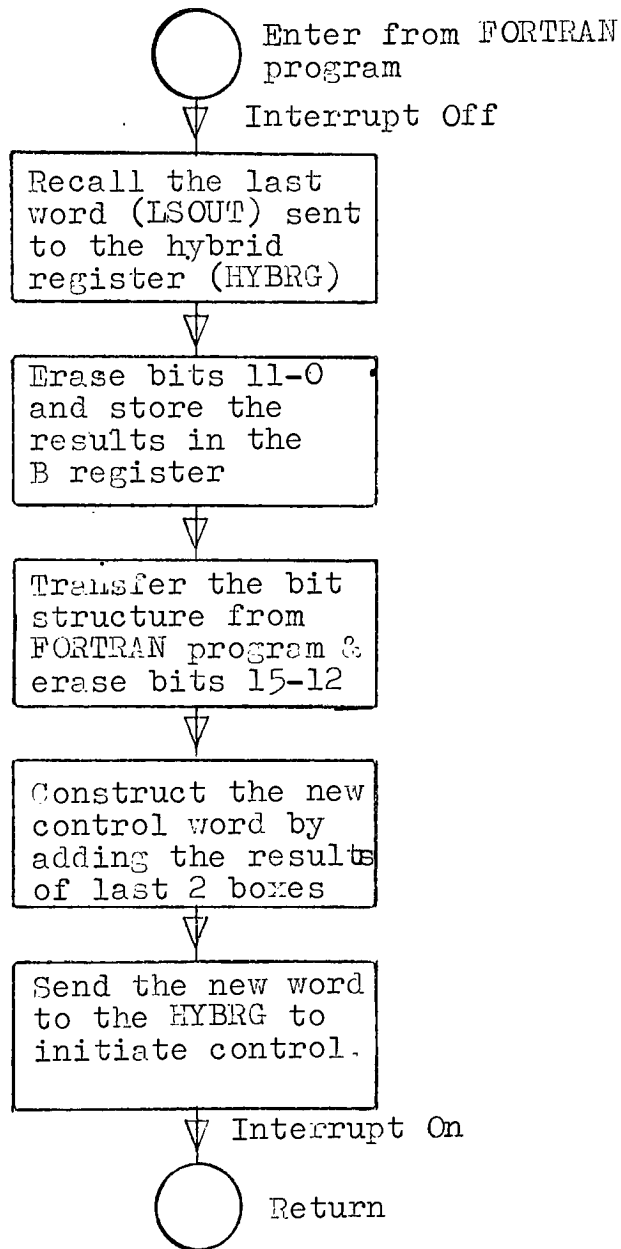 Enter from FORTRAN
program
Interrupt Off
Recall the last
word (LSOUT) sent
to the hybrid
register (HYBRG)
Erase bits 11-0
and store the
results in the
B register
Transfer the bit
structure from
FORTRAN program &
erase bits 15-12
Construct the new
control word by
adding the results
of last 2 boxes
Send the new word
to the HYBRG to
initiate control.
Interrupt On
Return